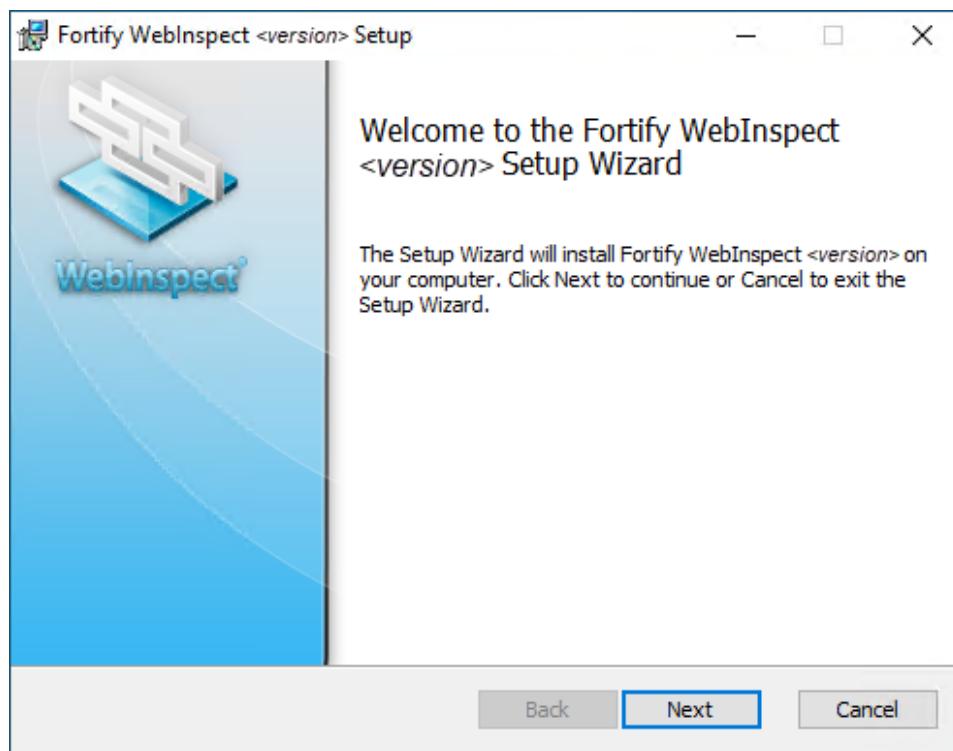 Fortify WebInspect <version> Setup
WebInspect®
Welcome to the Fortify WebInspect
<version> Setup Wizard
The Setup Wizard will install Fortify WebInspect <version> on
your computer. Click Next to continue or Cancel to exit the
Setup Wizard.
Back Next Cancel